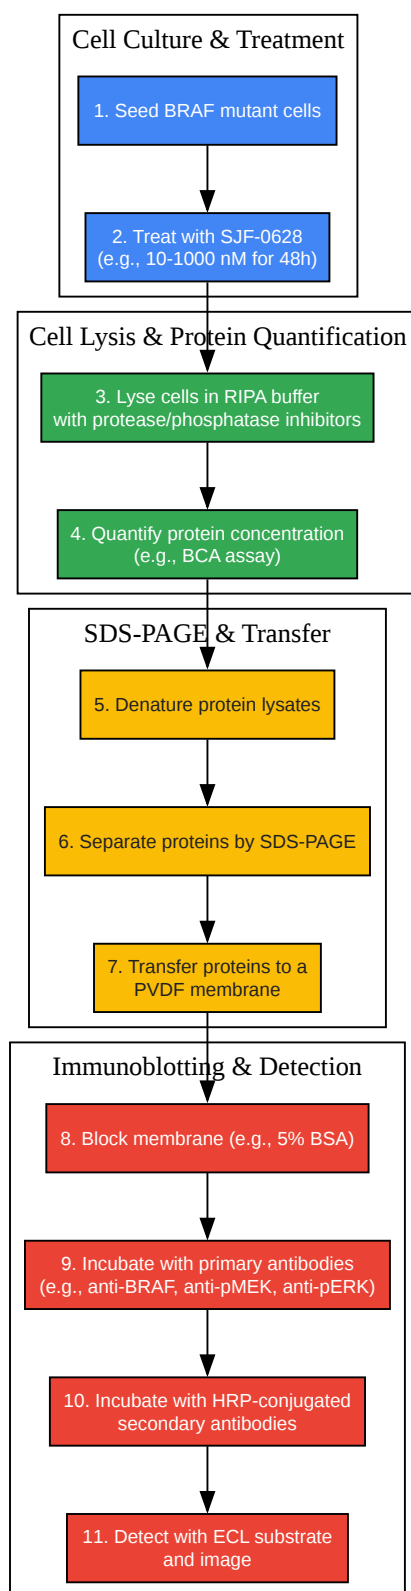 Cell Culture & Treatment
1. Seed BRAF mutant cells
2. Treat with SJF-0628
(e.g., 10-1000 nM for 48h)
Cell Lysis & Protein Quantification
3. Lyse cells in RIPA buffer
with protease/phosphatase inhibitors
4. Quantify protein concentration
(e.g., BCA assay)
SDS-PAGE & Transfer
5. Denature protein lysates
6. Separate proteins by SDS-PAGE
7. Transfer proteins to a
PVDF membrane
Immunoblotting & Detection
8. Block membrane (e.g., 5% BSA)
9. Incubate with primary antibodies
(e.g., anti-BRAF, anti-pMEK, anti-pERK)
10. Incubate with HRP-conjugated
secondary antibodies
11. Detect with ECL substrate
and image